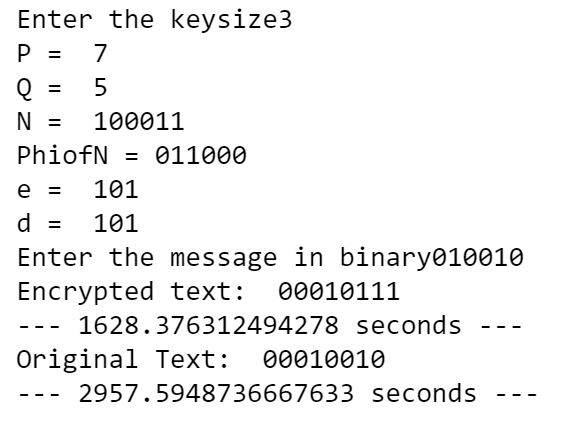 Enter the keysize3
P =  7
Q =  5
N =  100011
PhiofN = 011000
e =  101
d =  101
Enter the message in binary010010
Encrypted text:  00010111
--- 1628.376312494278 seconds ---
Original Text:  00010010
--- 2957.5948736667633 seconds ---